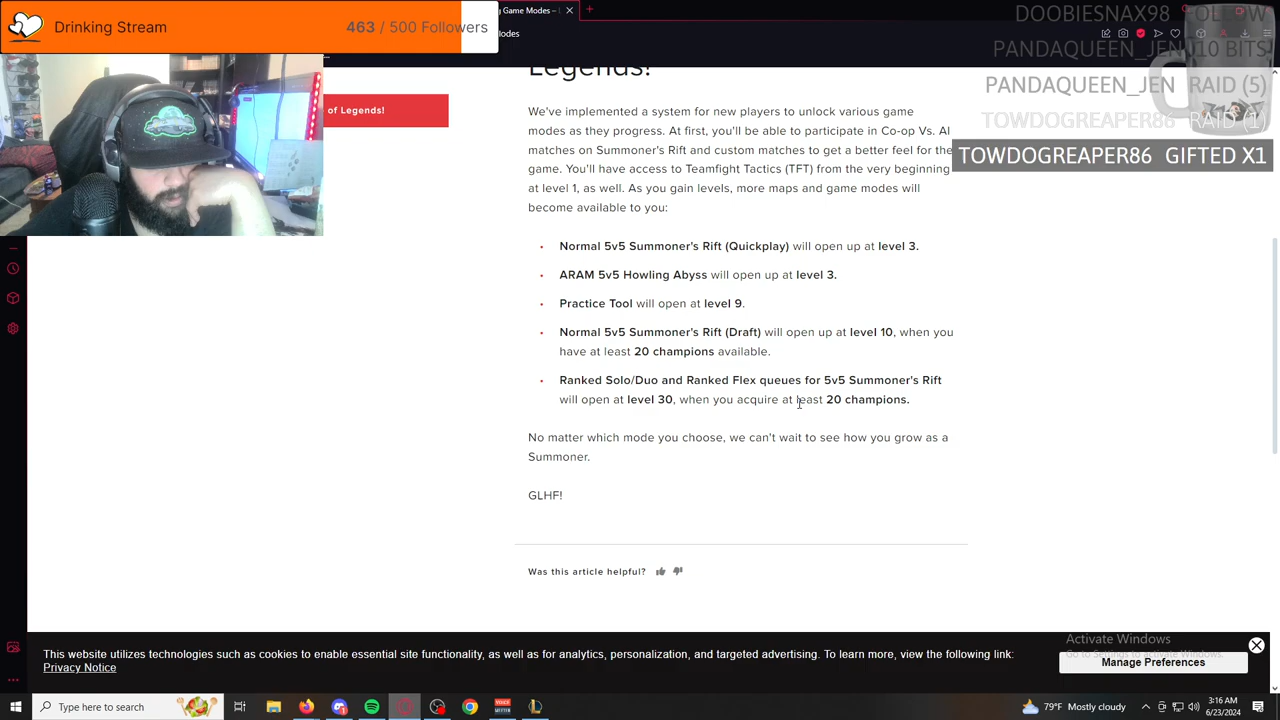 Drinking Stream
463 / 500 Followers
Game Modes –
DOOBIESNAX98 FOLLOW
PANDAQUEEN_JEN 10 BITS
PANDAQUEEN_JEN RAID (5)
TOWDOGREAPER86 RAID (1)
TOWDOGREAPER86 GIFTED X1
of Legends!
Legends!
We've implemented a system for new players to unlock various game
modes as they progress. At first, you'll be able to participate in Co-op Vs. AI
matches on Summoner's Rift and custom matches to get a better feel for the
game. You'll have access to Teamfight Tactics (TFT) from the very beginning
at level 1, as well. As you gain levels, more maps and game modes will
become available to you:
• Normal 5v5 Summoner's Rift (Quickplay) will open up at level 3.
• ARAM 5v5 Howling Abyss will open up at level 3.
• Practice Tool will open at level 9.
• Normal 5v5 Summoner's Rift (Draft) will open up at level 10, when you
have at least 20 champions available.
• Ranked Solo/Duo and Ranked Flex queues for 5v5 Summoner's Rift
will open at level 30, when you acquire at least 20 champions.
No matter which mode you choose, we can't wait to see how you grow as a
Summoner.
GLHF!
Was this article helpful?
This website utilizes technologies such as cookies to enable essential site functionality, as well as for analytics, personalization, and targeted advertising. To learn more, view the following link:
Privacy Notice
Activate Windows
Go to Settings to activate Windows.
Manage Preferences
Type here to search
79°F Mostly cloudy
3:16 AM
6/23/2024